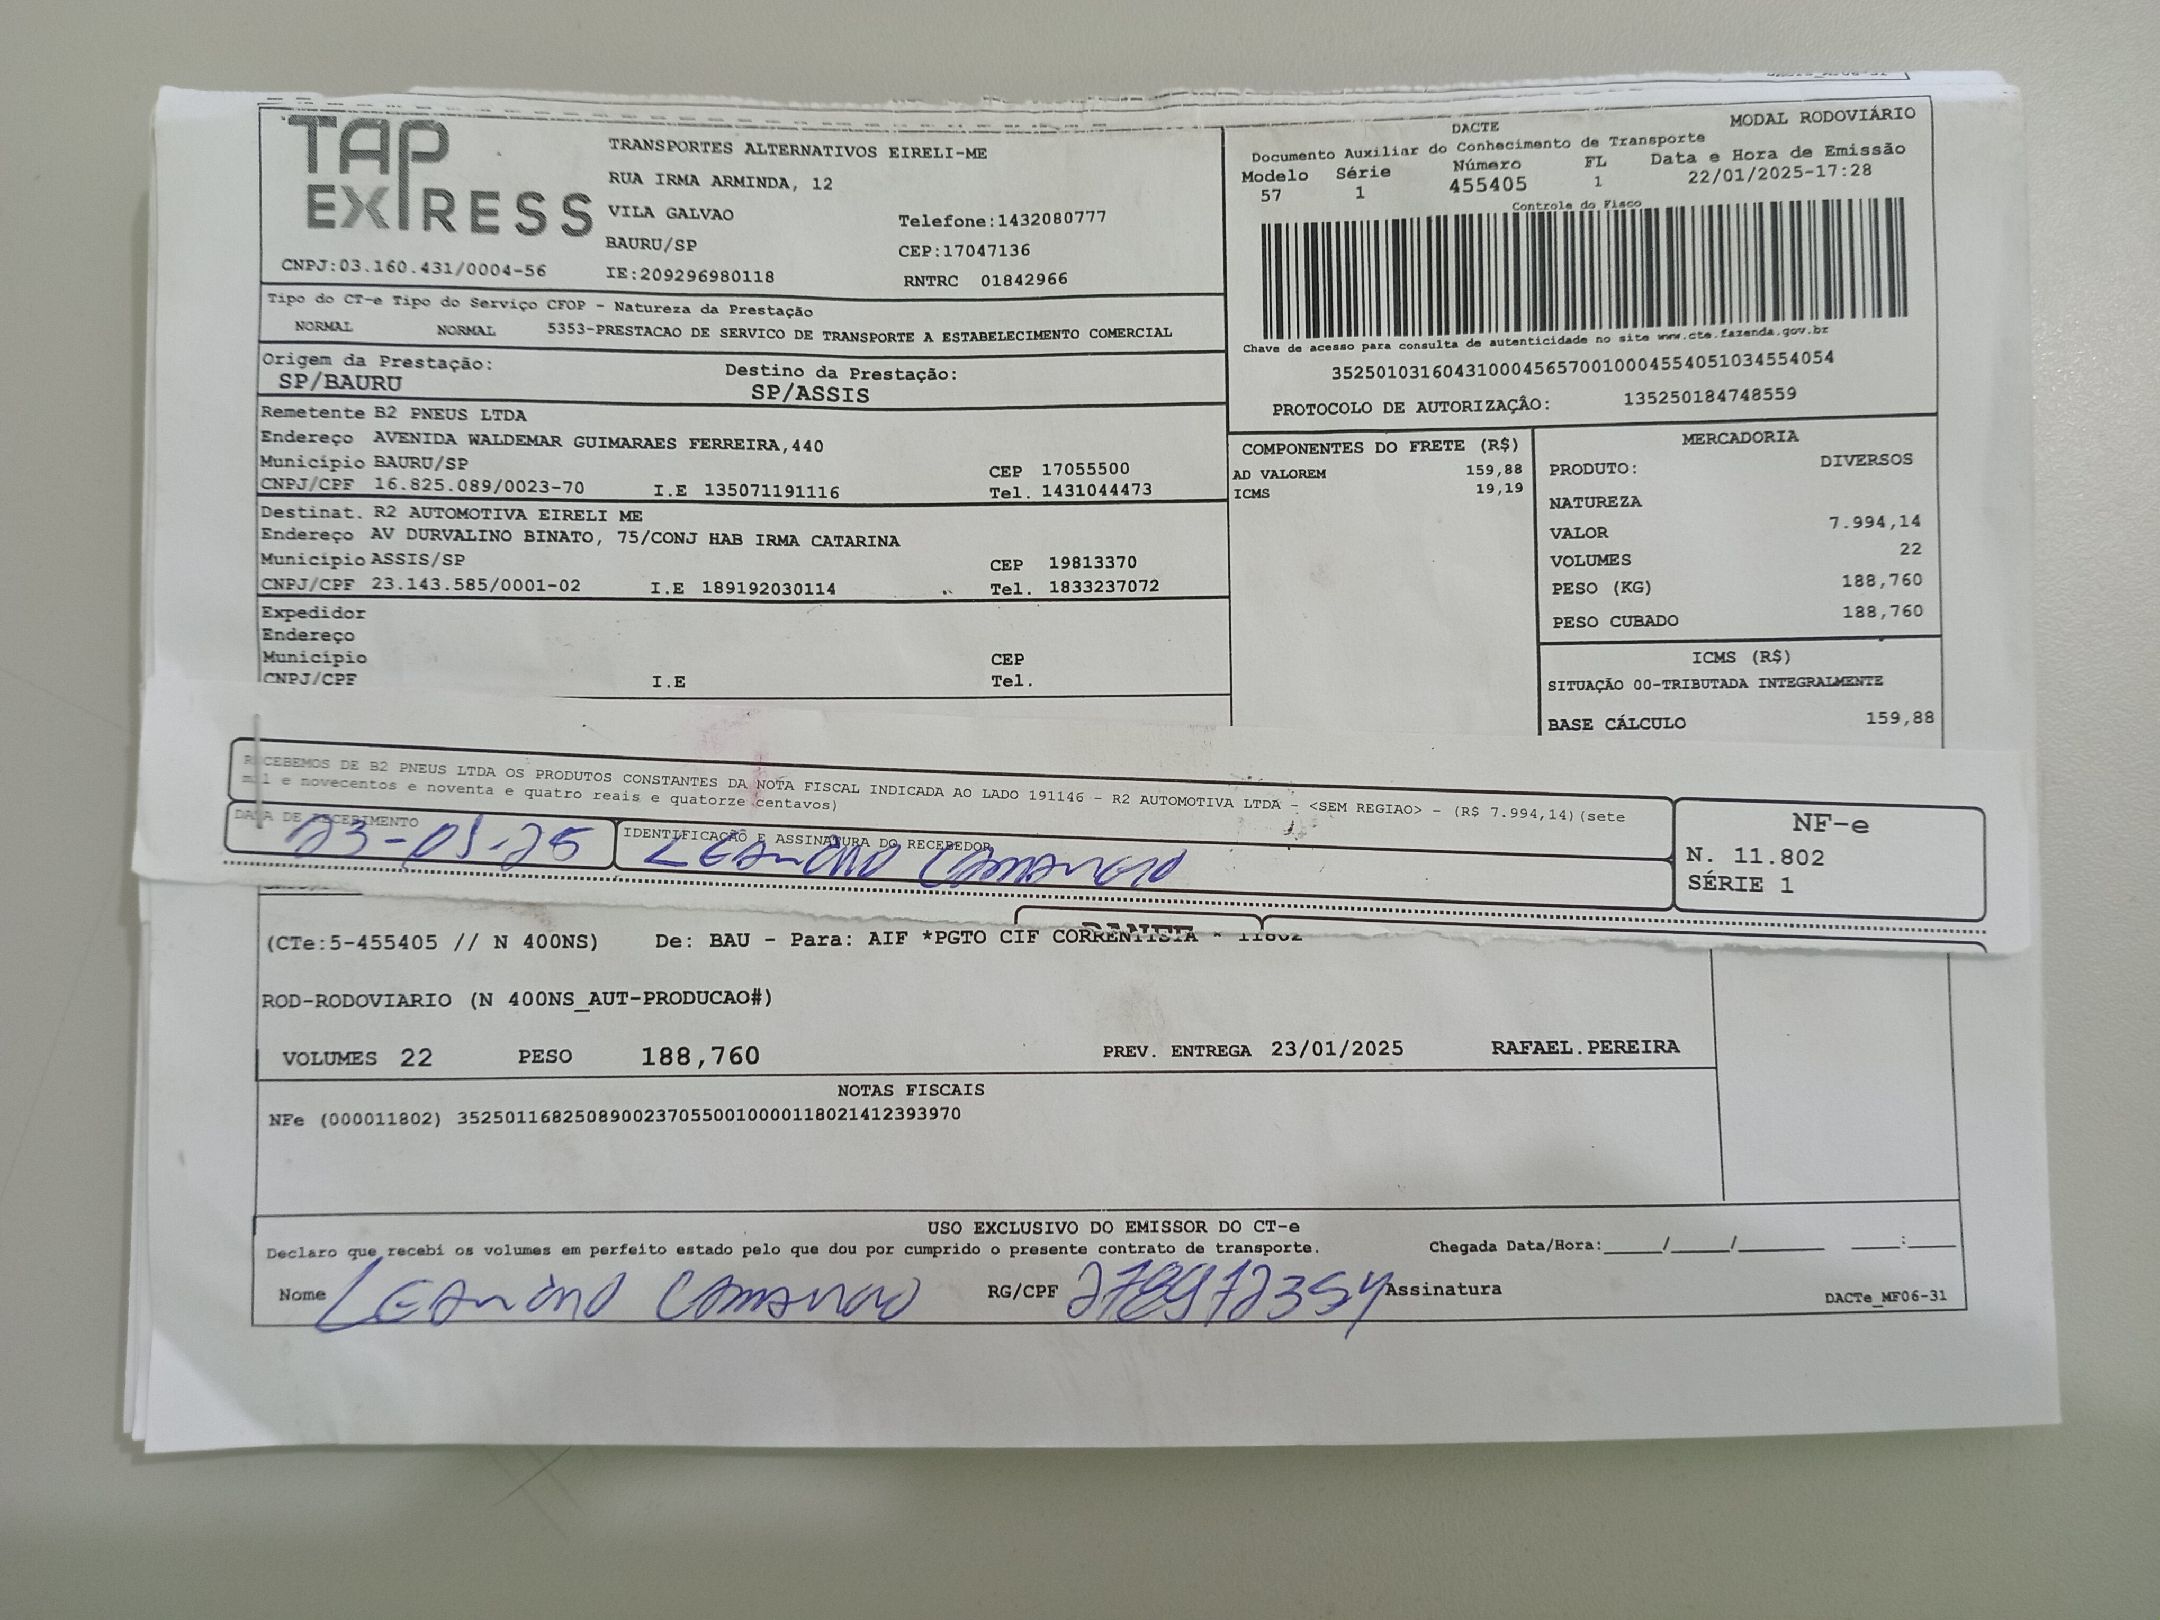 TAP
EXPRESS
CNPJ:03.160.431/0004-56
TRANSPORTES ALTERNATIVOS EIRELI-ME
RUA IRMA ARMINDA, 12
VILA GALVAO
Telefone:1432080777
BAURU/SP
CEP:17047136
IE:209296980118
RNTRC 01842966
DACTE
MODAL RODOVIÁRIO
Documento Auxiliar do Conhecimento de Transporte
Modelo Série Número FL Data e Hora de Emissão
57 1 455405 1 22/01/2025-17:28
Controle do Fisco
Chave de acesso para consulta de autenticidade no site www.cte.fazenda.gov.br
35250103160431000456570010004554051034554054
PROTOCOLO DE AUTORIZAÇÂO: 135250184748559
Tipo do CT-e Tipo do Serviço CFOP - Natureza da Prestação
NORMAL NORMAL 5353-PRESTACAO DE SERVICO DE TRANSPORTE A ESTABELECIMENTO COMERCIAL
Origem da Prestação: Destino da Prestação:
SP/BAURU SP/ASSIS
Remetente B2 PNEUS LTDA
Endereço AVENIDA WALDEMAR GUIMARAES FERREIRA,440
Município BAURU/SP CEP 17055500
CNPJ/CPF 16.825.089/0023-70 I.E 135071191116 Tel. 1431044473
Destinat. R2 AUTOMOTIVA EIRELI ME
Endereço AV DURVALINO BINATO, 75/CONJ HAB IRMA CATARINA
Município ASSIS/SP CEP 19813370
CNPJ/CPF 23.143.585/0001-02 I.E 189192030114 Tel. 1833237072
Expedidor
Endereço
Município CEP
CNPJ/CPF I.E Tel.
COMPONENTES DO FRETE (R$)
AD VALOREM 159,88
ICMS 19,19
MERCADORIA
PRODUTO: DIVERSOS
NATUREZA
VALOR 7.994,14
VOLUMES 22
PESO (KG) 188,760
PESO CUBADO 188,760
ICMS (R$)
SITUAÇÃO 00-TRIBUTADA INTEGRALMENTE
BASE CÁLCULO 159,88
RECEBEMOS DE B2 PNEUS LTDA OS PRODUTOS CONSTANTES DA NOTA FISCAL INDICADA AO LADO 191146 - R2 AUTOMOTIVA LTDA - <SEM REGIAO> - (R$ 7.994,14)(sete
mil e novecentos e noventa e quatro reais e quatorze centavos)
DATA DE RECEBIMENTO
23-01-25
IDENTIFICAÇÃO E ASSINATURA DO RECEBEDOR
LEANDRO CAMARGO
NF-e
N. 11.802
SÉRIE 1
DANFE
(CTe:5-455405 // N 400NS) De: BAU - Para: AIF *PGTO CIF CORRENTISTA * 11802
ROD-RODOVIARIO (N 400NS_AUT-PRODUCAO#)
VOLUMES 22 PESO 188,760 PREV. ENTREGA 23/01/2025 RAFAEL.PEREIRA
NOTAS FISCAIS
NFe (000011802) 35250116825089002370550010000118021412393970
USO EXCLUSIVO DO EMISSOR DO CT-e
Declaro que recebi os volumes em perfeito estado pelo que dou por cumprido o presente contrato de transporte. Chegada Data/Hora:_____/_____/_______ ____:____
Nome LEANDRO CAMARGO RG/CPF 278972354 Assinatura
DACTe_MF06-31